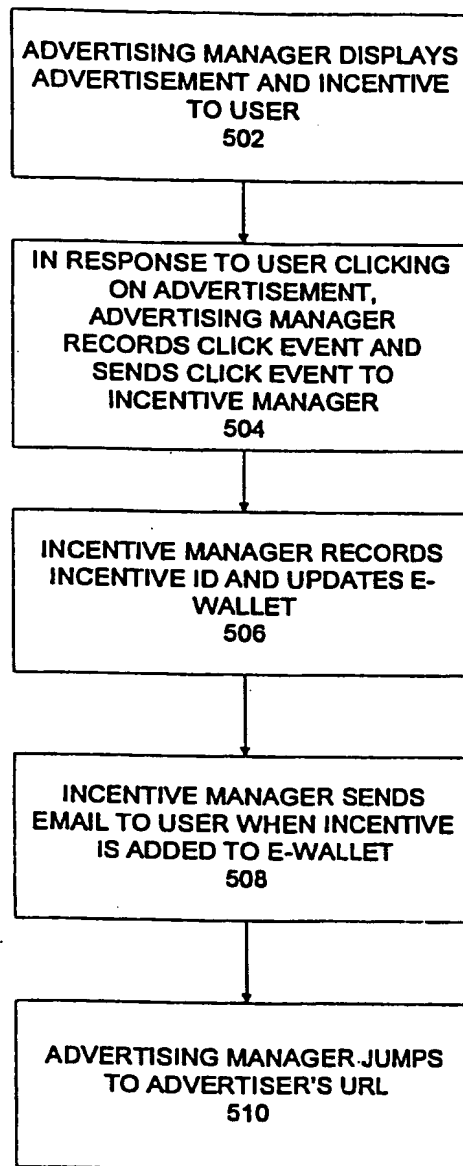 ADVERTISING MANAGER DISPLAYS
ADVERTISEMENT AND INCENTIVE
TO USER
502
IN RESPONSE TO USER CLICKING
ON ADVERTISEMENT,
ADVERTISING MANAGER
RECORDS CLICK EVENT AND
SENDS CLICK EVENT TO
INCENTIVE MANAGER
504
INCENTIVE MANAGER RECORDS
INCENTIVE ID AND UPDATES E-
WALLET
506
INCENTIVE MANAGER SENDS
EMAIL TO USER WHEN INCENTIVE
IS ADDED TO E-WALLET
508
ADVERTISING MANAGER JUMPS
TO ADVERTISER'S URL
510